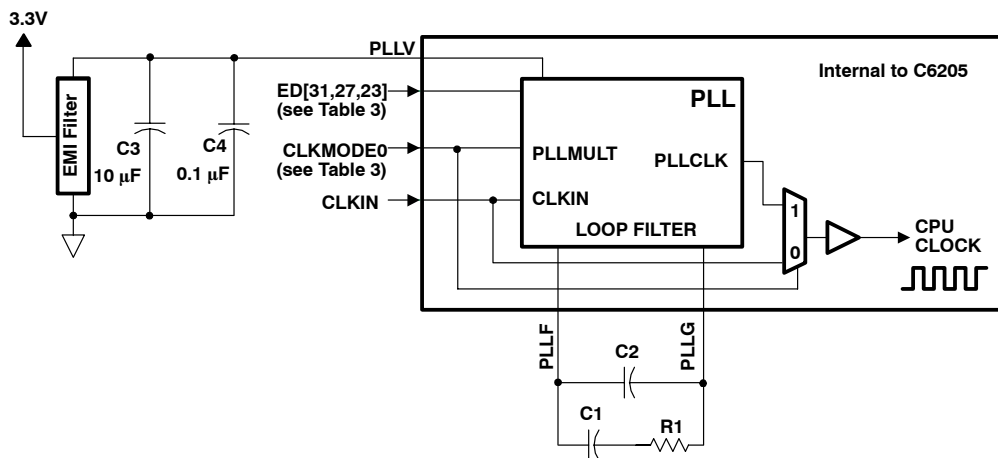 3.3V
PLLV
Internal to C6205
ED[31,27,23]
(see Table 3)
PLL
EMI Filter
C3
10 μF
C4
0.1 μF
CLKMODE0
(see Table 3)
PLLMULT
PLLCLK
CLKIN
CLKIN
LOOP FILTER
1
0
CPU
CLOCK
PLLF
PLLG
C2
C1
R1